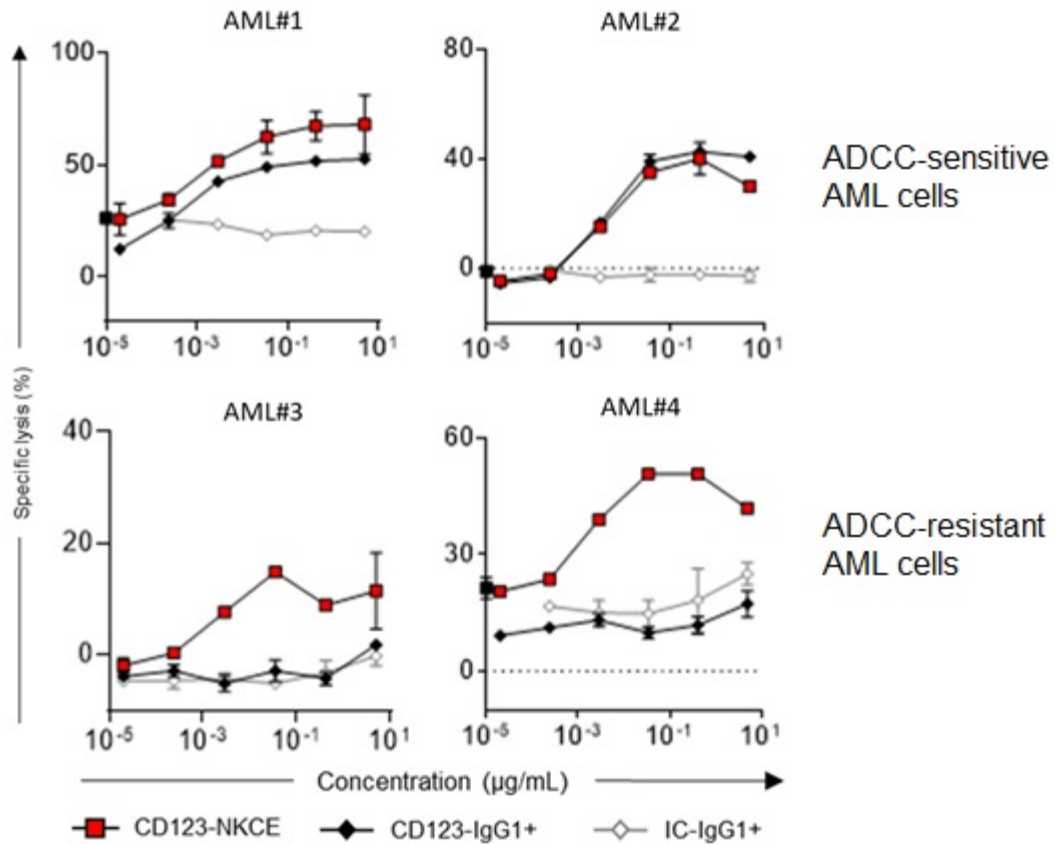 AML#1
AML#2
100
50
0
80
40
0
10⁻⁵ 10⁻³ 10⁻¹ 10¹
10⁻⁵ 10⁻³ 10⁻¹ 10¹
ADCC-sensitive
AML cells
AML#3
AML#4
40
20
0
60
30
0
10⁻⁵ 10⁻³ 10⁻¹ 10¹
10⁻⁵ 10⁻³ 10⁻¹ 10¹
ADCC-resistant
AML cells
Specific lysis (%)
Concentration (µg/mL)
CD123-NKCE CD123-IgG1+ IC-IgG1+